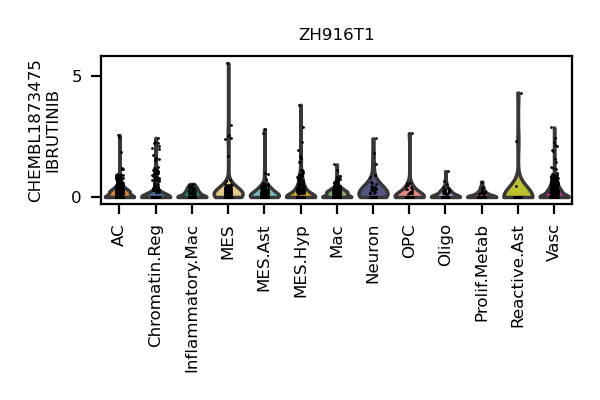 ZH916T1
CHEMBL1873475
IBRUTINIB
5
0
AC
Chromatin.Reg
Inflammatory.Mac
MES
MES.Ast
MES.Hyp
Mac
Neuron
OPC
Oligo
Prolif.Metab
Reactive.Ast
Vasc